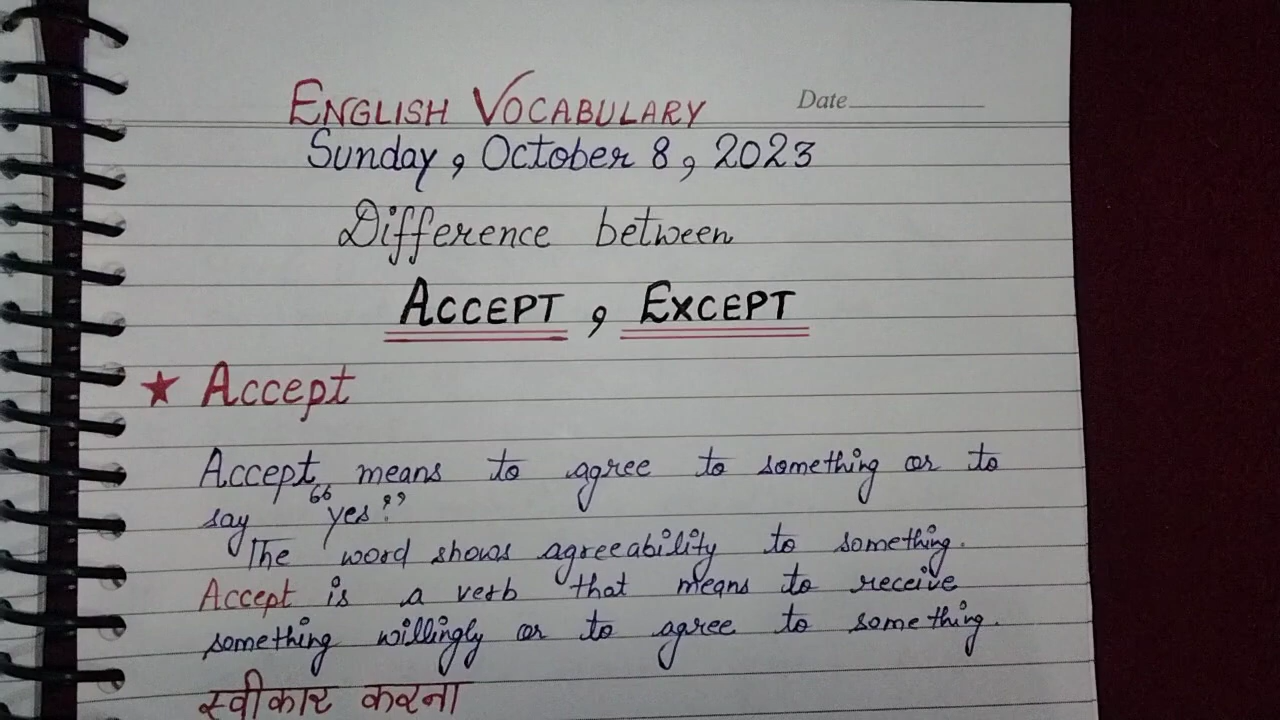 ENGLISH VOCABULARY Date
Sunday, October 8, 2023
Difference between
ACCEPT, EXCEPT
★ Accept
Accept means to agree to something or to
say "yes."
The word shows agreeability to something.
Accept is a verb that means to receive
something willingly or to agree to something.
स्वीकार करना